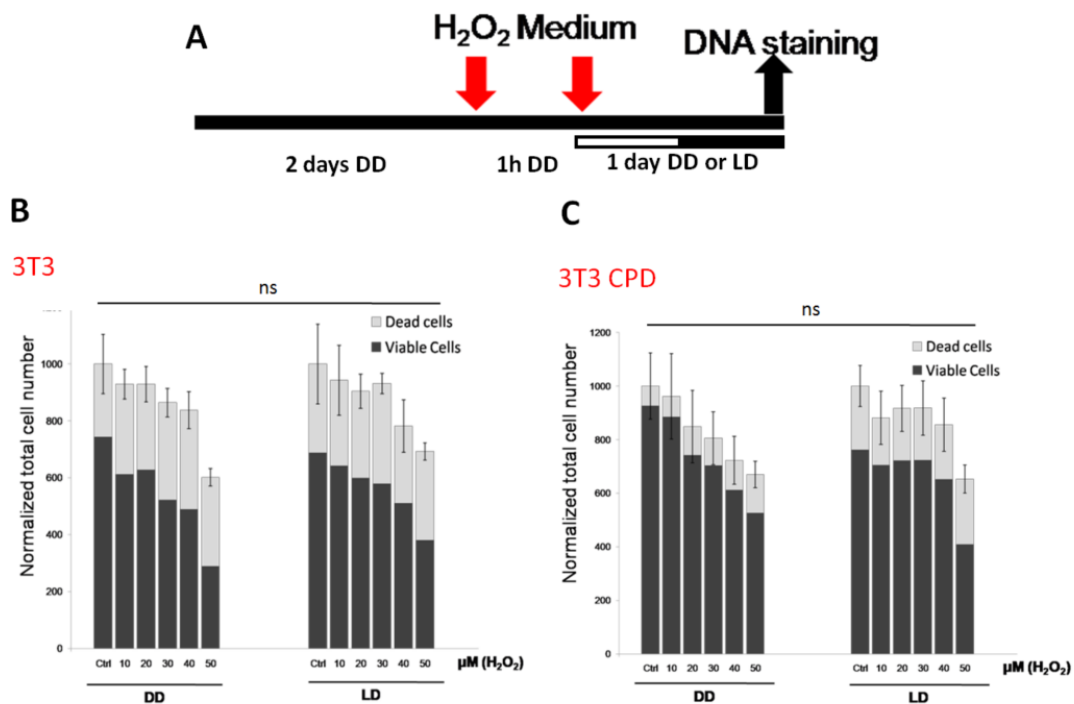 A
H₂O₂ Medium
DNA staining
2 days DD
1h DD
1 day DD or LD
B
3T3
ns
Dead cells
Viable Cells
Normalized total cell number
1000
800
600
400
200
0
Ctrl 10 20 30 40 50
Ctrl 10 20 30 40 50
µM (H₂O₂)
DD
LD
C
3T3 CPD
ns
Dead cells
Viable Cells
Normalized total cell number
1200
1000
800
600
400
200
0
Ctrl 10 20 30 40 50
Ctrl 10 20 30 40 50
µM (H₂O₂)
DD
LD